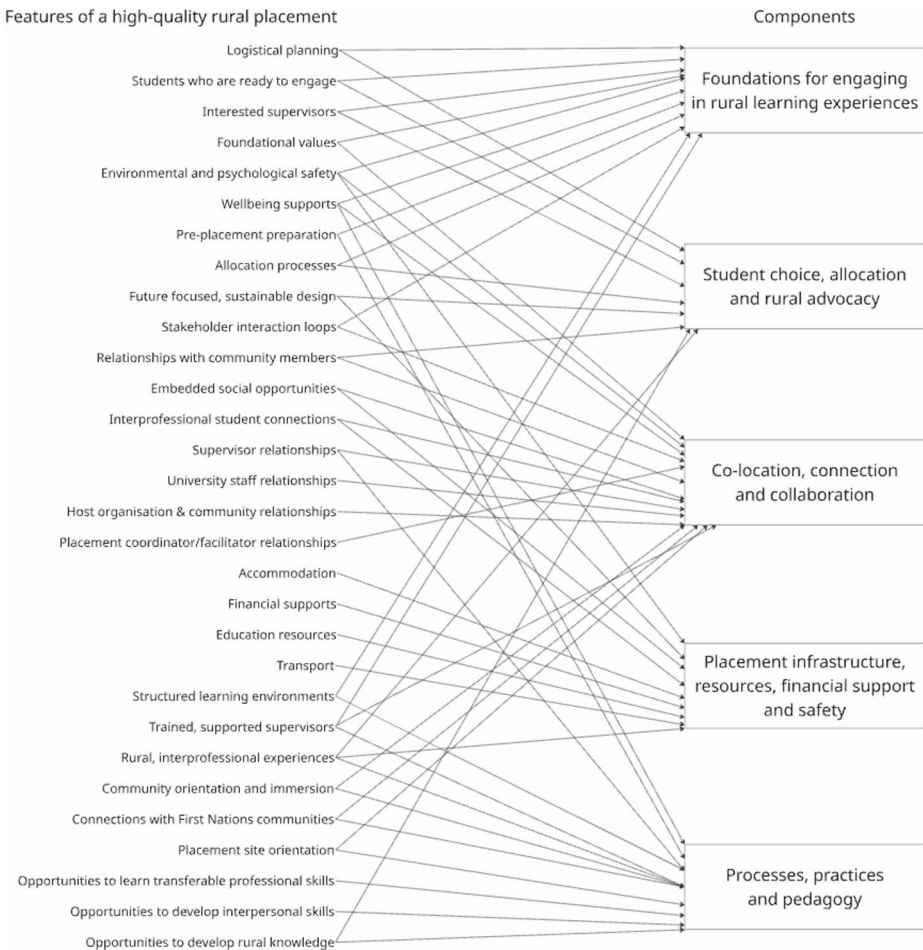 Features of a high-quality rural placement
Components
Logistical planning
Students who are ready to engage
Interested supervisors
Foundational values
Environmental and psychological safety
Wellbeing supports
Pre-placement preparation
Allocation processes
Future focused, sustainable design
Stakeholder interaction loops
Relationships with community members
Embedded social opportunities
Interprofessional student connections
Supervisor relationships
University staff relationships
Host organisation & community relationships
Placement coordinator/facilitator relationships
Accommodation
Financial supports
Education resources
Transport
Structured learning environments
Trained, supported supervisors
Rural, interprofessional experiences
Community orientation and immersion
Connections with First Nations communities
Placement site orientation
Opportunities to learn transferable professional skills
Opportunities to develop interpersonal skills
Opportunities to develop rural knowledge
Foundations for engaging
in rural learning experiences
Student choice, allocation
and rural advocacy
Co-location, connection
and collaboration
Placement infrastructure,
resources, financial support
and safety
Processes, practices
and pedagogy